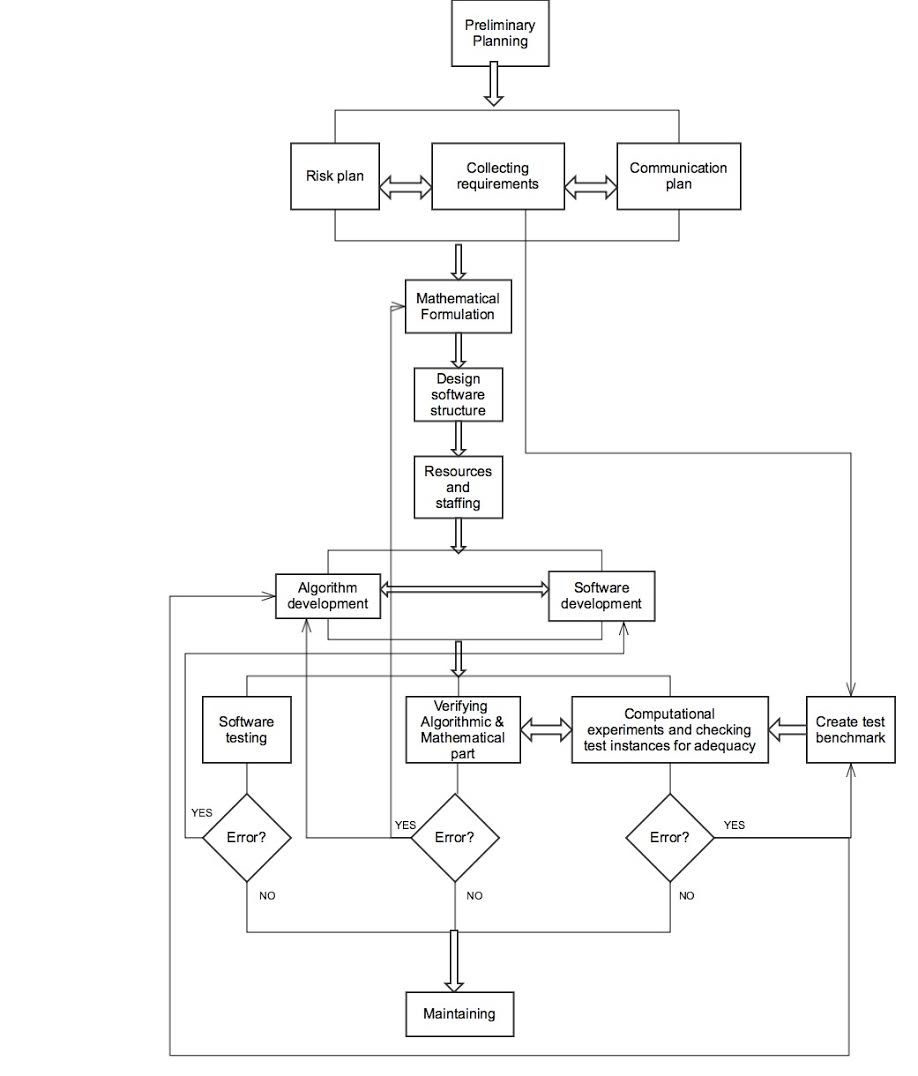 Preliminary
Planning
Risk plan
Collecting
requirements
Communication
plan
Mathematical
Formulation
Design
software
structure
Resources
and
staffing
Algorithm
development
Software
development
Software
testing
Verifying
Algorithmic &
Mathematical
part
Computational
experiments and checking
test instances for adequacy
Create test
benchmark
YES
Error?
YES
Error?
Error?
YES
NO
NO
NO
Maintaining